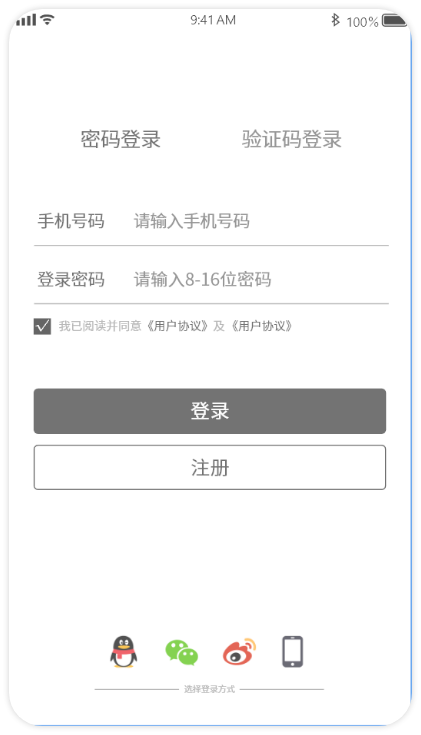 9:41 AM 100%
密码登录 验证码登录
手机号码 请输入手机号码
登录密码 请输入8-16位密码
我已阅读并同意《用户协议》及《用户协议》
登录
注册
选择登录方式